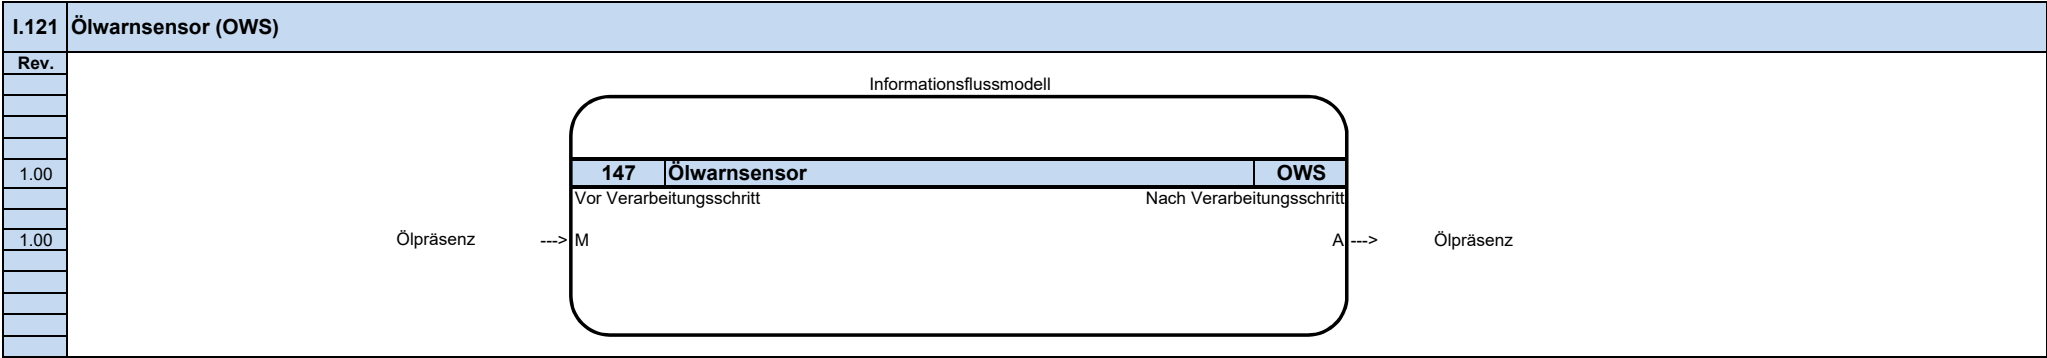 I.121 Ölwarnsensor (OWS)
Rev.
Informationsflussmodell
1.00 147 Ölwarnsensor OWS
Vor Verarbeitungsschritt Nach Verarbeitungsschritt
1.00 Ölpräsenz ---> M A ---> Ölpräsenz